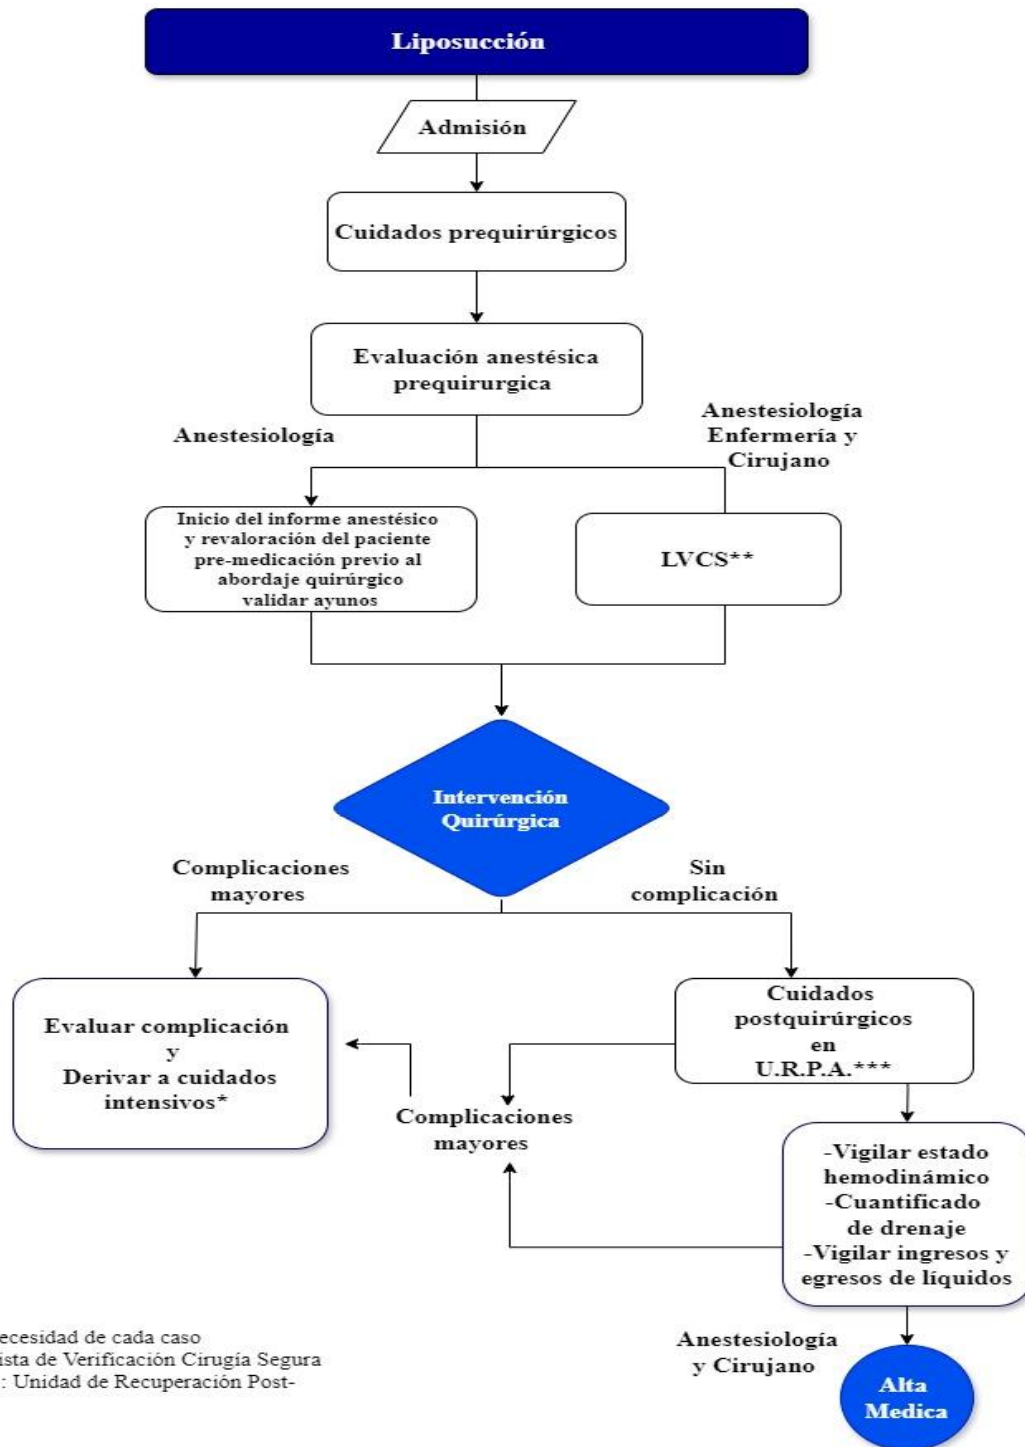 Liposucción
Admisión
Cuidados prequirúrgicos
Evaluación anestésica
prequirurgica
Anestesiología
Anestesiología
Enfermería y
Cirujano
Inicio del informe anestésico
y revaloración del paciente
pre-medicación previo al
abordaje quirúrgico
validar ayunos
LVCS**
Intervención
Quirúrgica
Complicaciones
mayores
Sin
complicación
Evaluar complicación
y
Derivar a cuidados
intensivos*
Cuidados
postquirúrgicos
en
U.R.P.A.***
Complicaciones
mayores
-Vigilar estado
hemodinámico
-Cuantificado
de drenaje
-Vigilar ingresos y
egresos de líquidos
Anestesiología
y Cirujano
Alta
Medica
ecesidad de cada caso
ista de Verificación Cirugía Segura
: Unidad de Recuperación Post-